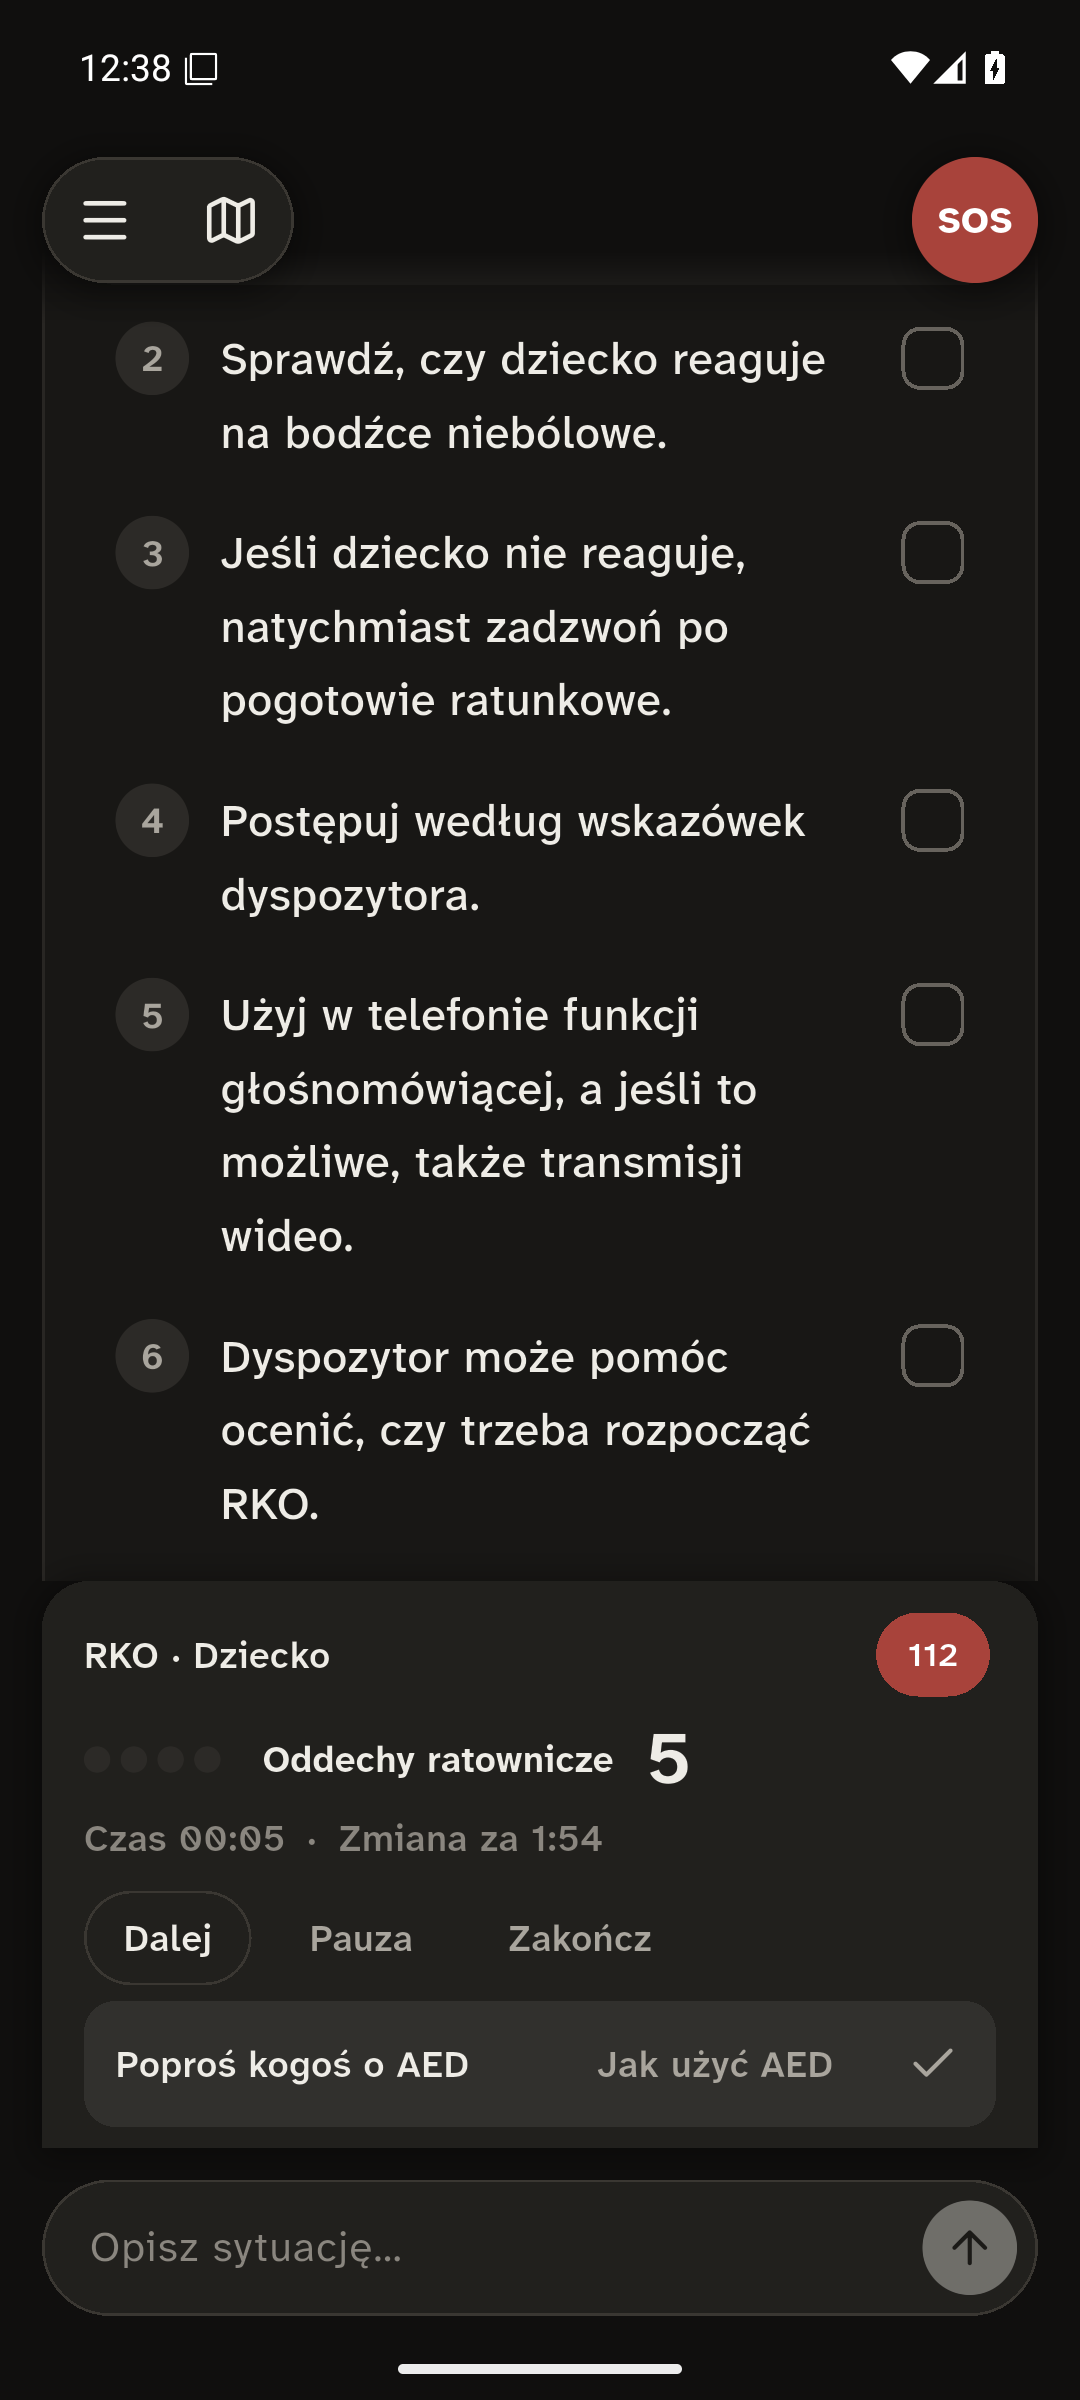 12:38
SOS
2 Sprawdź, czy dziecko reaguje
na bodźce niebólowe.
3 Jeśli dziecko nie reaguje,
natychmiast zadzwoń po
pogotowie ratunkowe.
4 Postępuj według wskazówek
dyspozytora.
5 Użyj w telefonie funkcji
głośnomówiącej, a jeśli to
możliwe, także transmisji
wideo.
6 Dyspozytor może pomóc
ocenić, czy trzeba rozpocząć
RKO.
RKO · Dziecko 112
Oddechy ratownicze 5
Czas 00:05 · Zmiana za 1:54
Dalej Pauza Zakończ
Poproś kogoś o AED Jak użyć AED
Opisz sytuację...